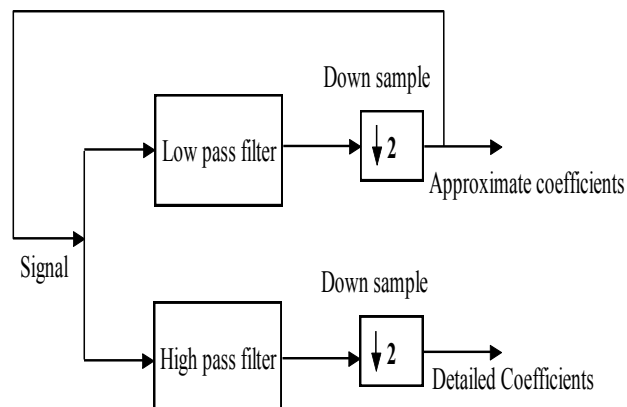 Down sample
Low pass filter
↓ 2
Approximate coefficients
Signal
Down sample
High pass filter
↓ 2
Detailed Coefficients